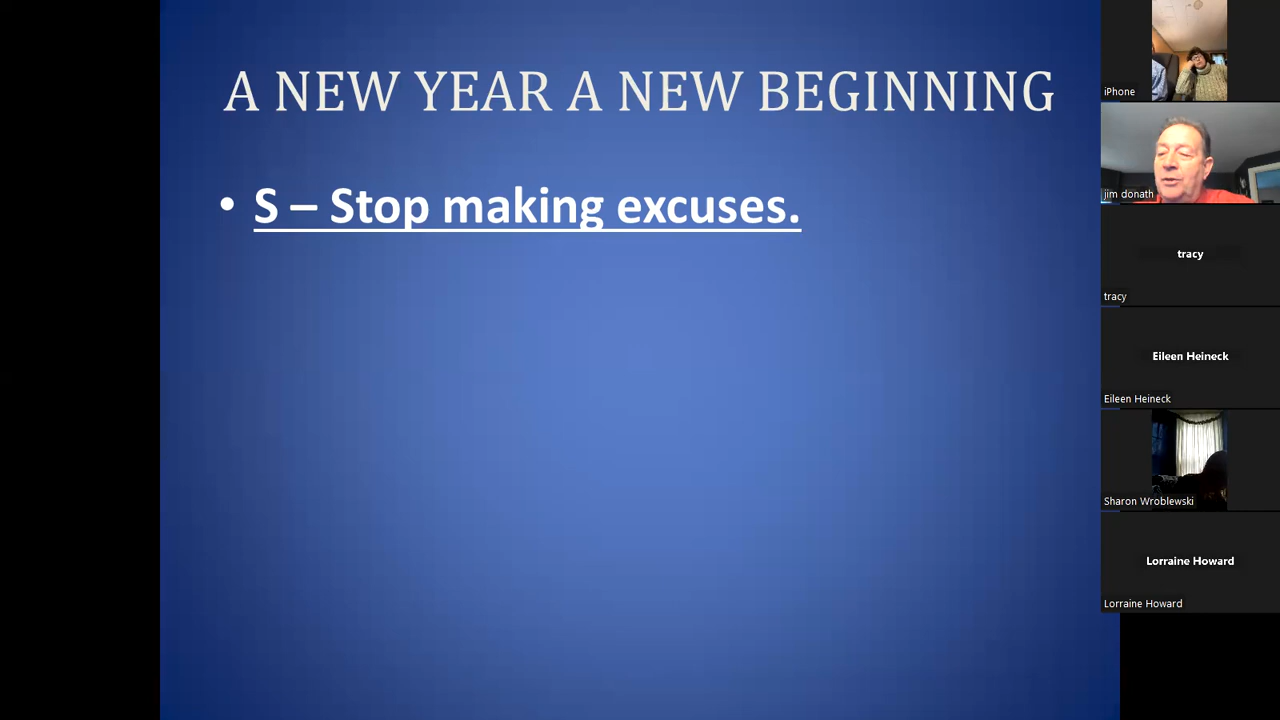 A NEW YEAR A NEW BEGINNING
• S – Stop making excuses.
iPhone
jim donath
tracy
tracy
Eileen Heineck
Eileen Heineck
Sharon Wroblewski
Lorraine Howard
Lorraine Howard